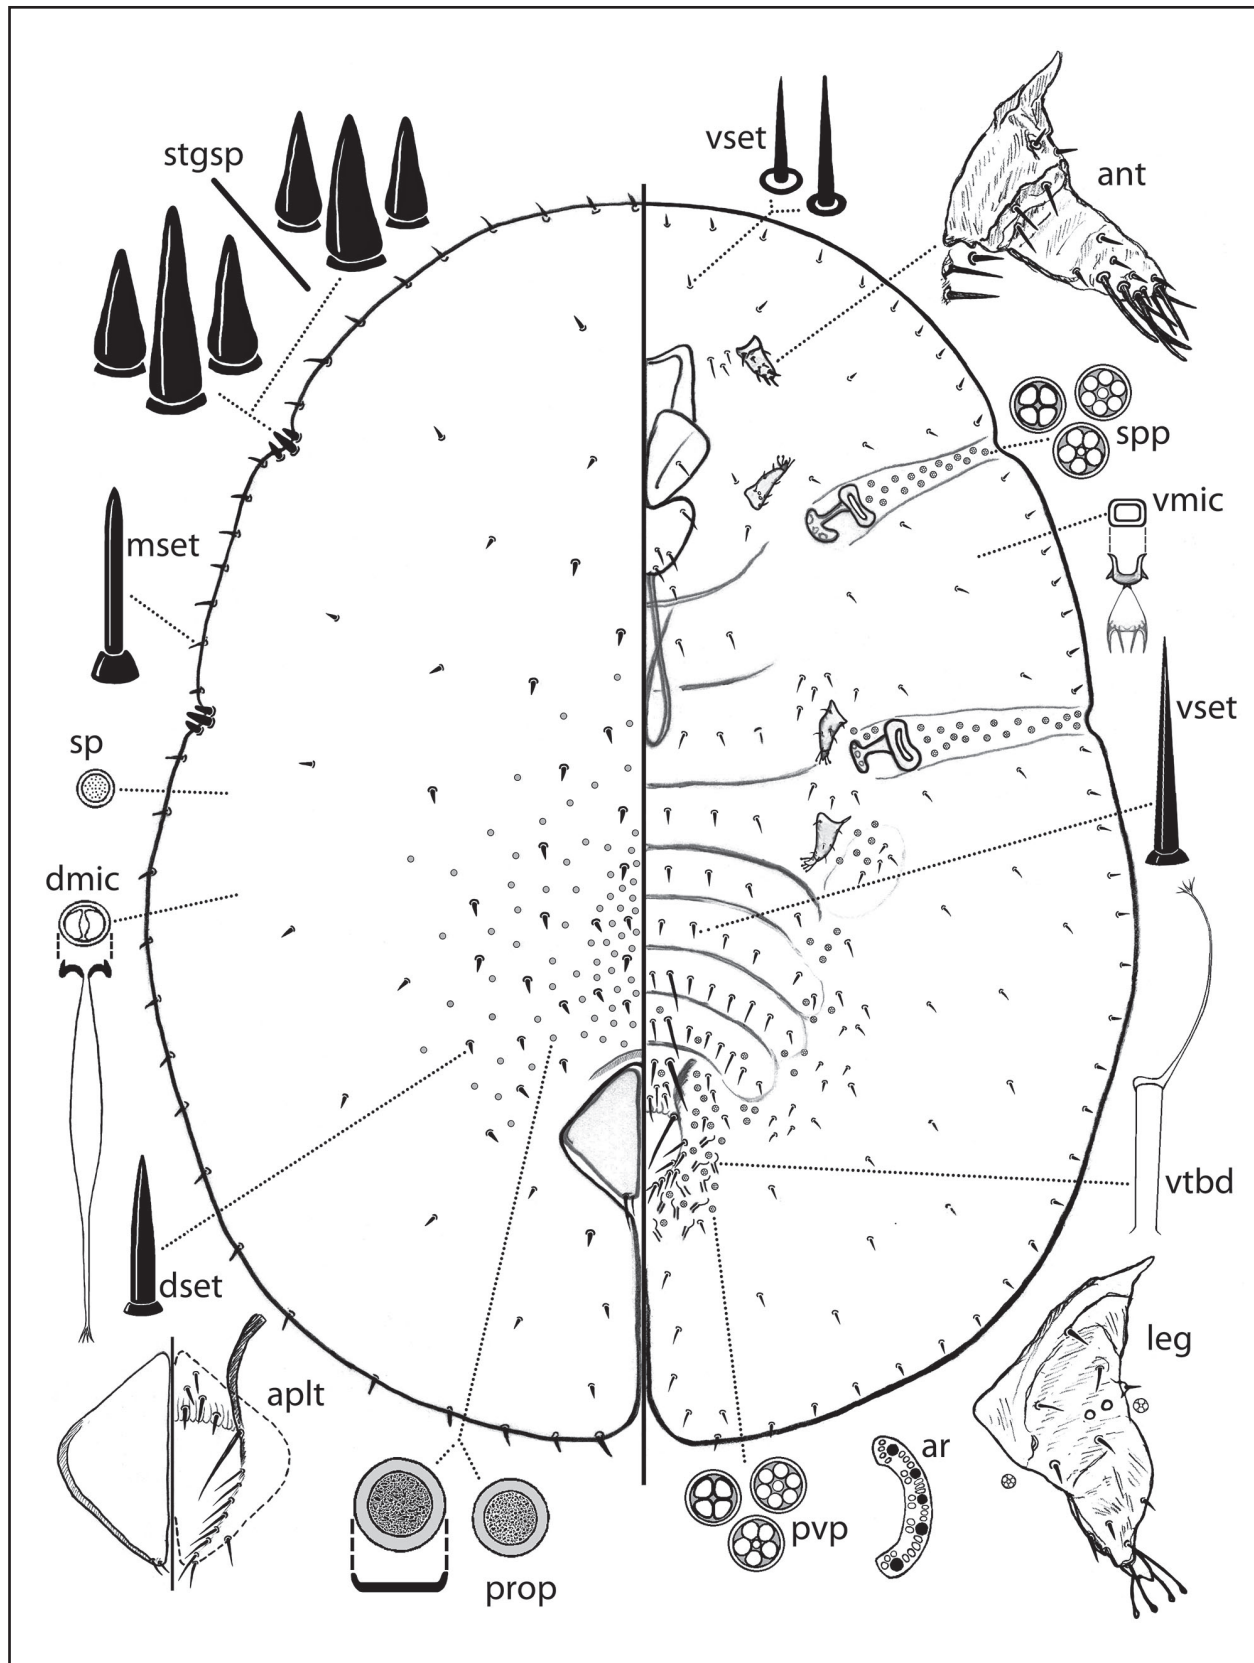 stgsp
vset
ant
spp
vmic
mset
vset
sp
dmic
vtbd
dset
leg
aplt
ar
pvp
prop